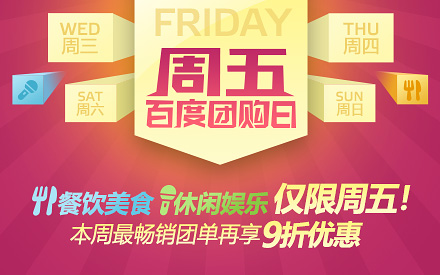 FRIDAY
WED
周三
THU
周四
周五
百度团购日
SAT
周六
SUN
周日
餐饮美食 休闲娱乐 仅限周五!
本周最畅销团单再享9折优惠